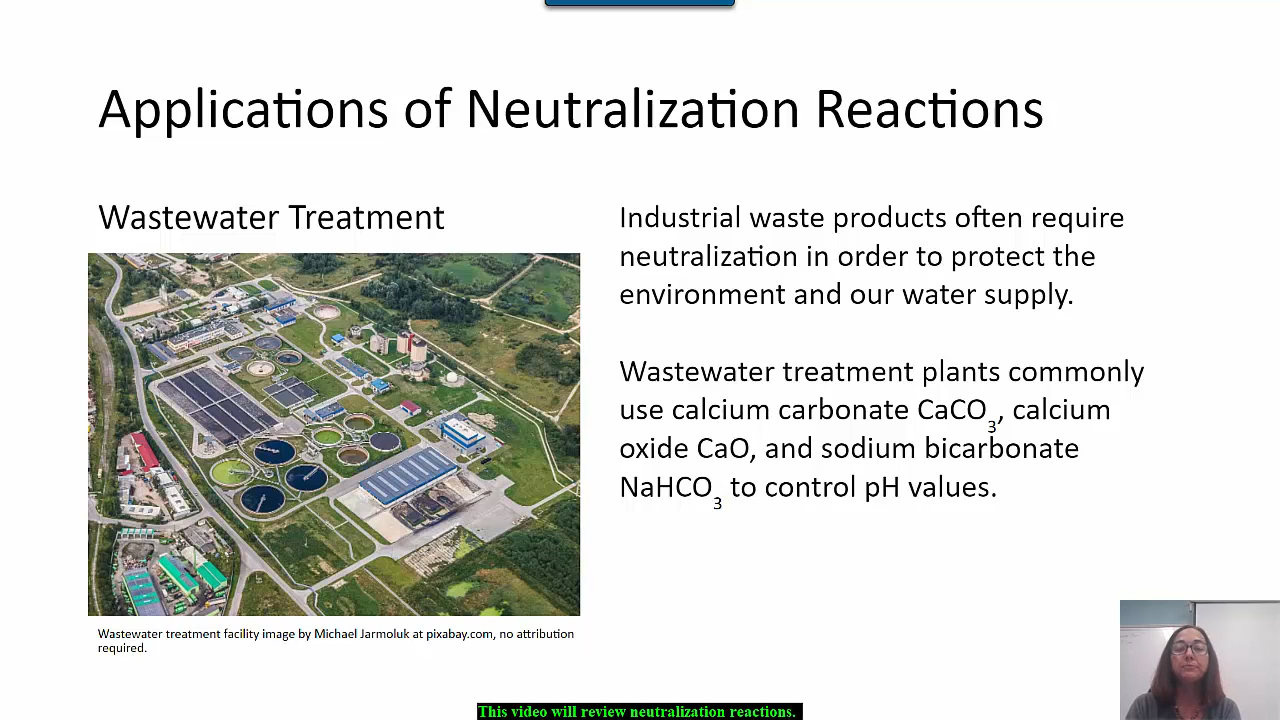 Applications of Neutralization Reactions
Wastewater Treatment
Industrial waste products often require
neutralization in order to protect the
environment and our water supply.
Wastewater treatment plants commonly
use calcium carbonate CaCO₃, calcium
oxide CaO, and sodium bicarbonate
NaHCO₃ to control pH values.
Wastewater treatment facility image by Michael Jarmoluk at pixabay.com, no attribution
required.
This video will review neutralization reactions.